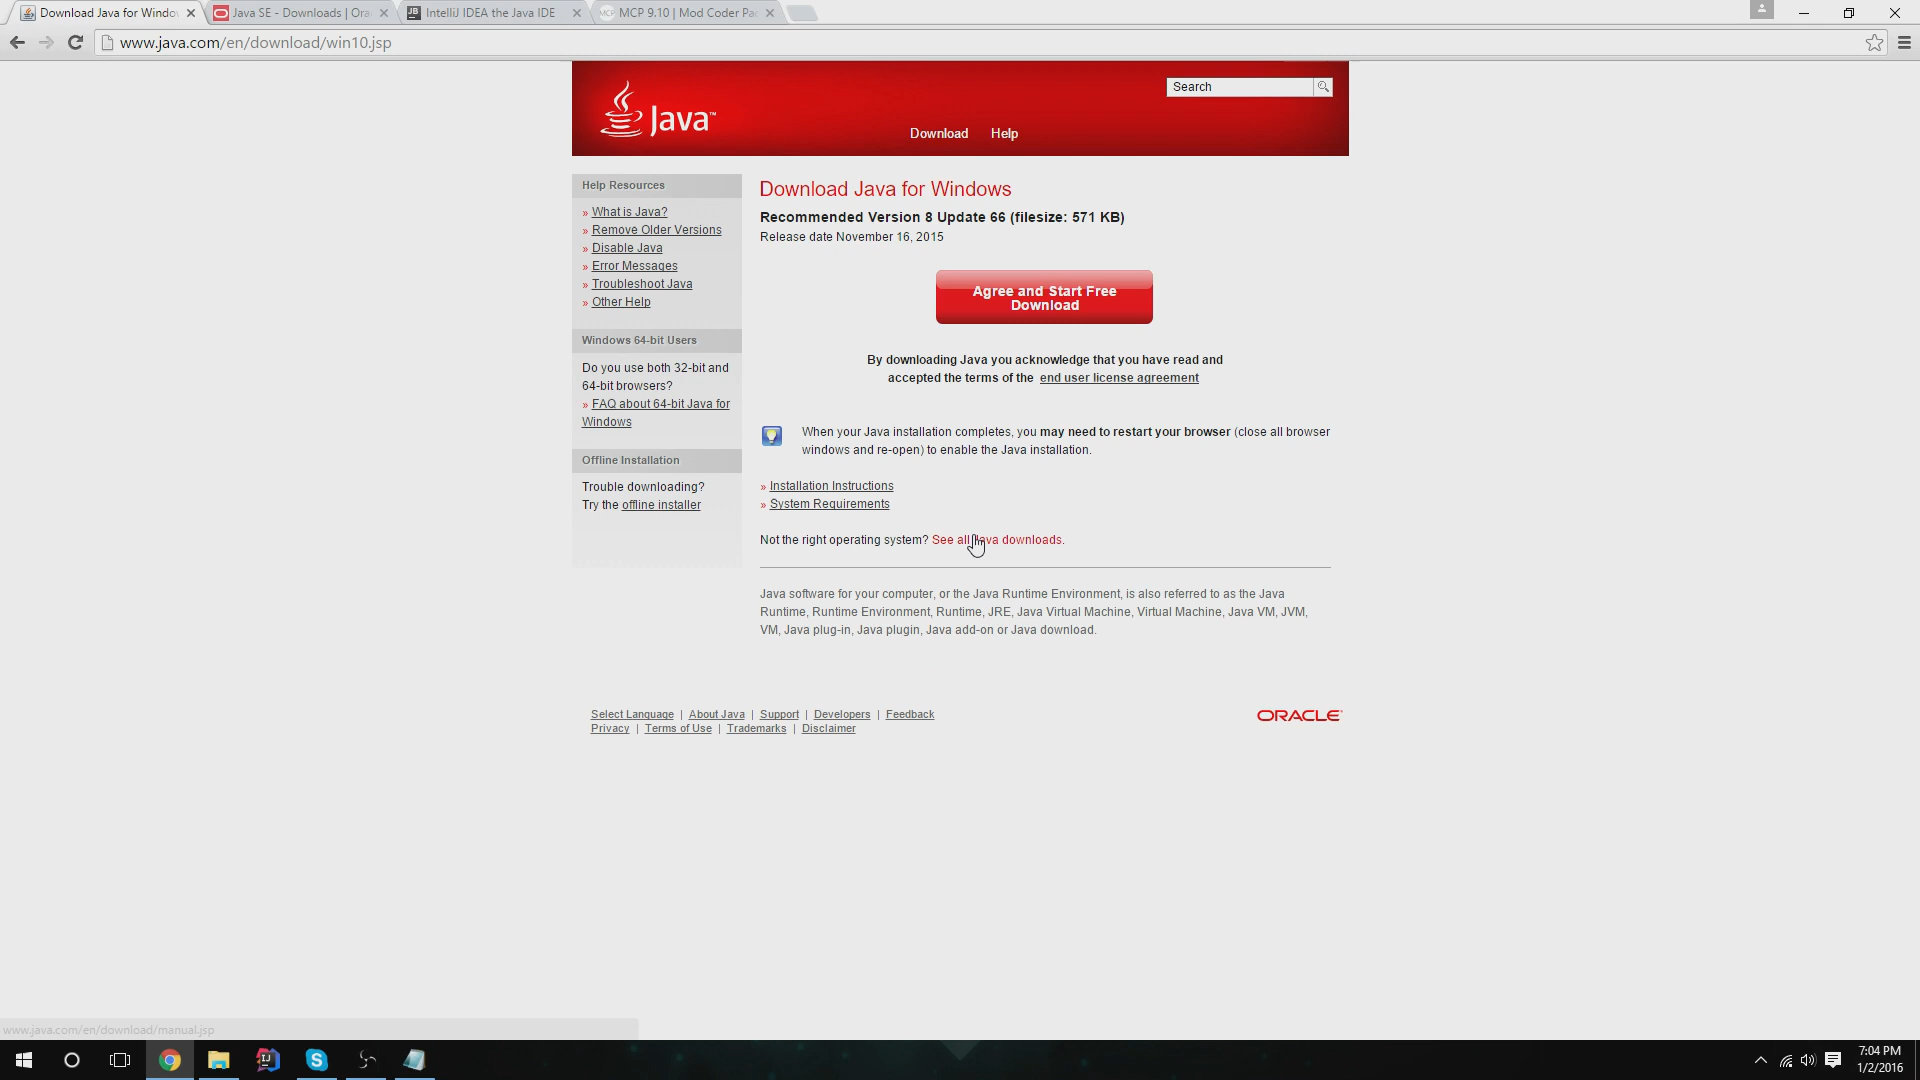 Download Java for Windo
Java SE - Downloads | Ora
IntelliJ IDEA the Java IDE
MCP 9.10 | Mod Coder Pa
www.java.com/en/download/win10.jsp
Java™
Search
Download Help
Help Resources
» What is Java?
» Remove Older Versions
» Disable Java
» Error Messages
» Troubleshoot Java
» Other Help
Windows 64-bit Users
Do you use both 32-bit and
64-bit browsers?
» FAQ about 64-bit Java for
Windows
Offline Installation
Trouble downloading?
Try the offline installer
Download Java for Windows
Recommended Version 8 Update 66 (filesize: 571 KB)
Release date November 16, 2015
Agree and Start Free
Download
By downloading Java you acknowledge that you have read and
accepted the terms of the end user license agreement
When your Java installation completes, you may need to restart your browser (close all browser
windows and re-open) to enable the Java installation.
» Installation Instructions
» System Requirements
Not the right operating system? See all Java downloads.
Java software for your computer, or the Java Runtime Environment, is also referred to as the Java
Runtime, Runtime Environment, Runtime, JRE, Java Virtual Machine, Virtual Machine, Java VM, JVM,
VM, Java plug-in, Java plugin, Java add-on or Java download.
Select Language | About Java | Support | Developers | Feedback
Privacy | Terms of Use | Trademarks | Disclaimer
ORACLE
www.java.com/en/download/manual.jsp
7:04 PM
1/2/2016